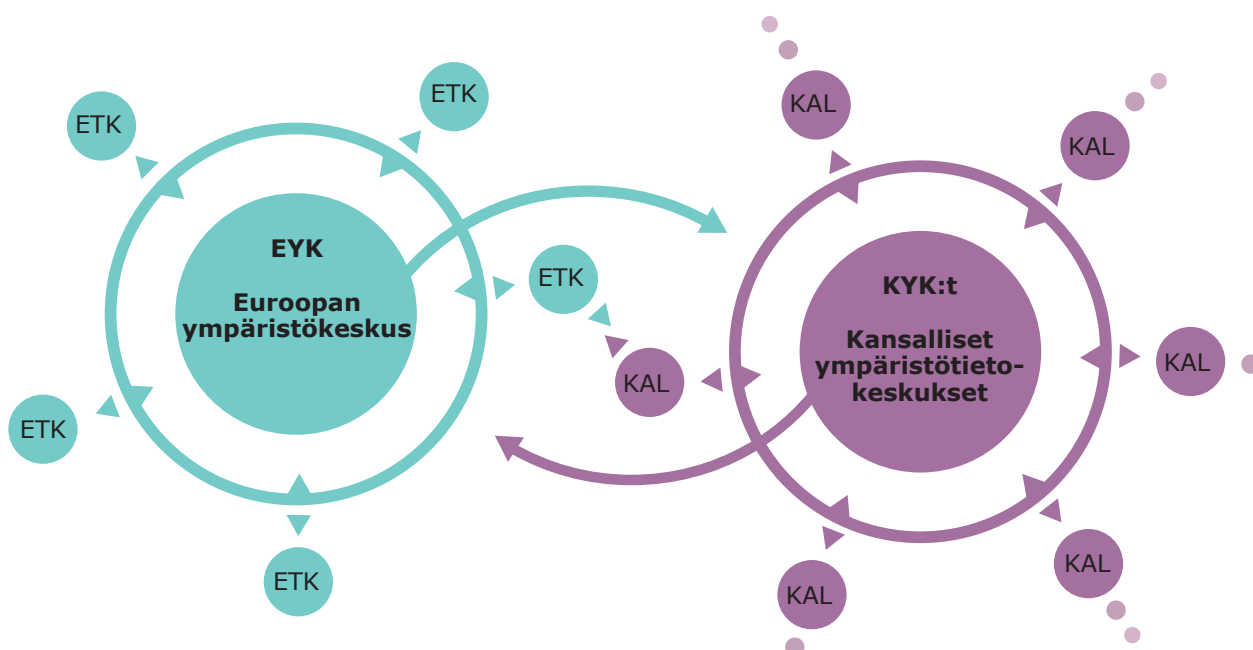 ETK
ETK
EYK
Euroopan
ympäristökeskus
ETK
ETK
ETK
KAL
KAL
KYK:t
Kansalliset
ympäristötieto-
keskukset
KAL
KAL
KAL
KAL